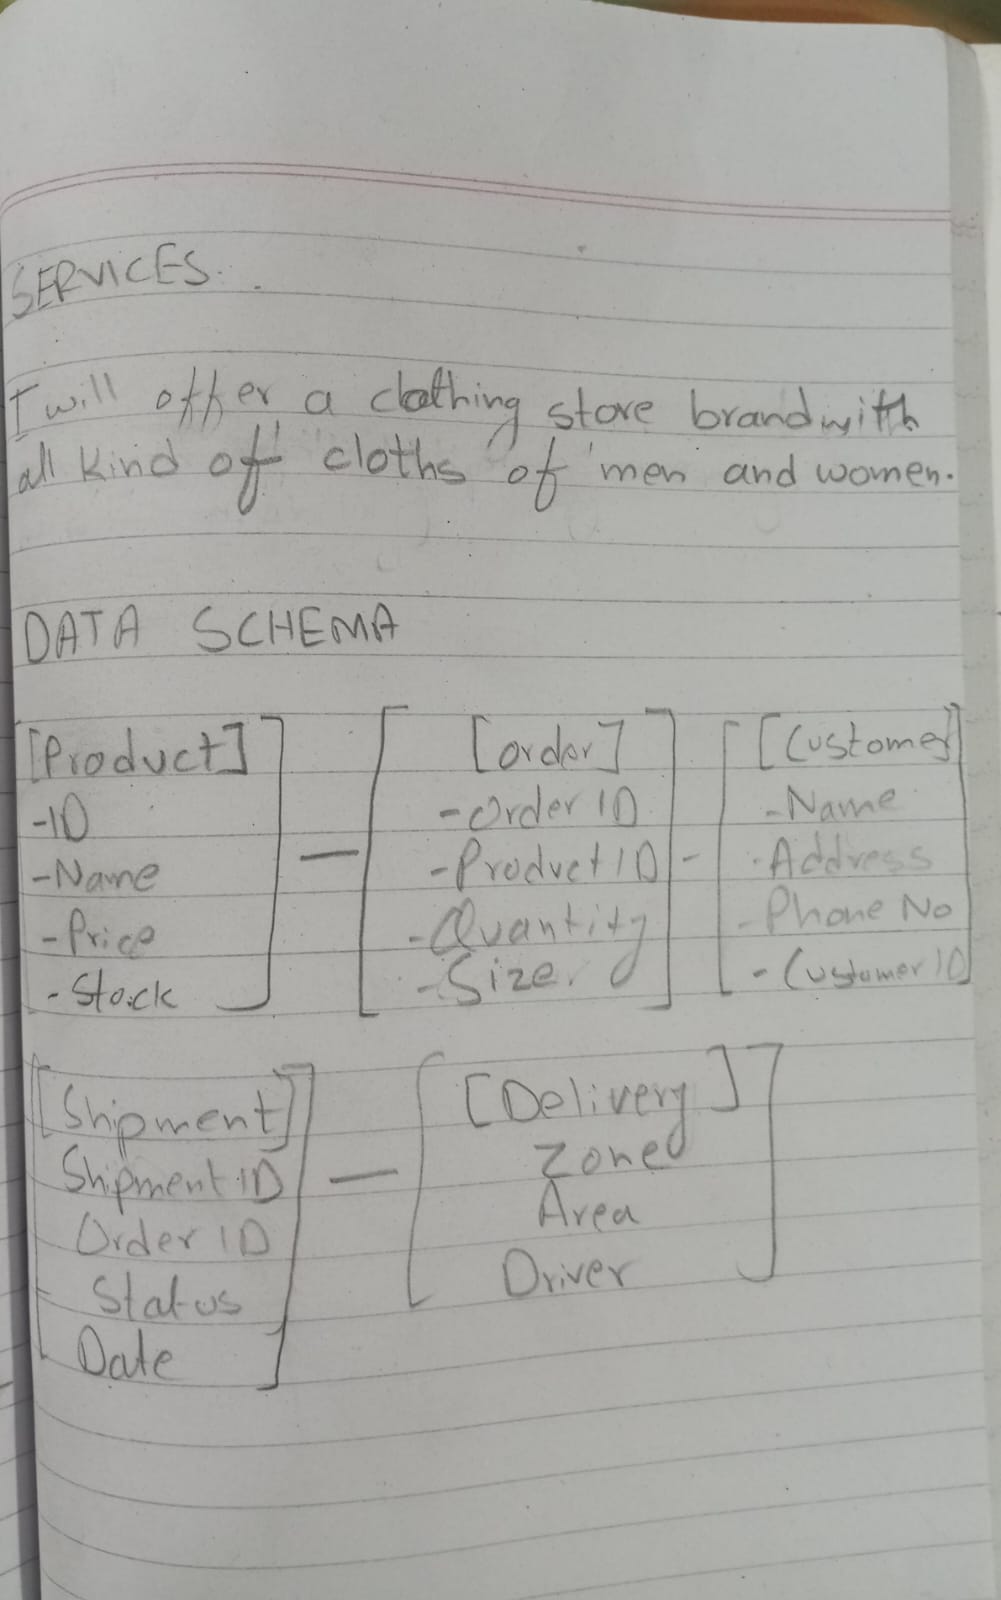 SERVICES.
I will offer a clothing store brand with
all kind of cloths of men and women.
DATA SCHEMA
[Product] — [order] - [Customer]
-ID -Order ID -Name
-Name -Product ID -Address
-Price -Quantity -Phone No
-Stock -Size. -Customer ID
[Shipment] — [Delivery]
Shipment ID Zone
Order ID Area
Status Driver
Date